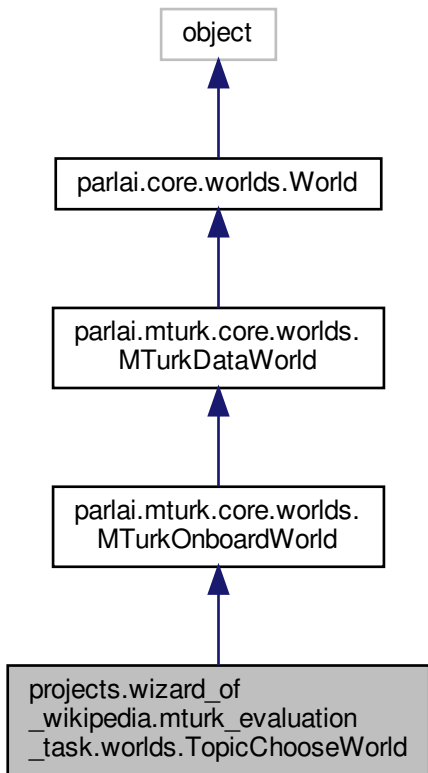 object
parlai.core.worlds.World
parlai.mturk.core.worlds.
MTurkDataWorld
parlai.mturk.core.worlds.
MTurkOnboardWorld
projects.wizard_of
_wikipedia.mturk_evaluation
_task.worlds.TopicChooseWorld